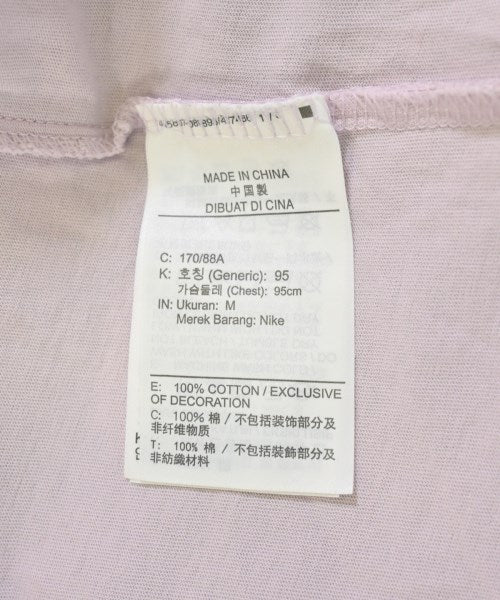 MADE IN CHINA
中国製
DIBUAT DI CINA
C: 170/88A
K: 호칭 (Generic): 95
가슴둘레 (Chest): 95cm
IN: Ukuran: M
Merek Barang: Nike
E: 100% COTTON / EXCLUSIVE
OF DECORATION
C: 100% 棉 / 不包括装饰部分及
非纤维物质
T: 100% 棉 / 不包括裝飾部分及
非紡織材料